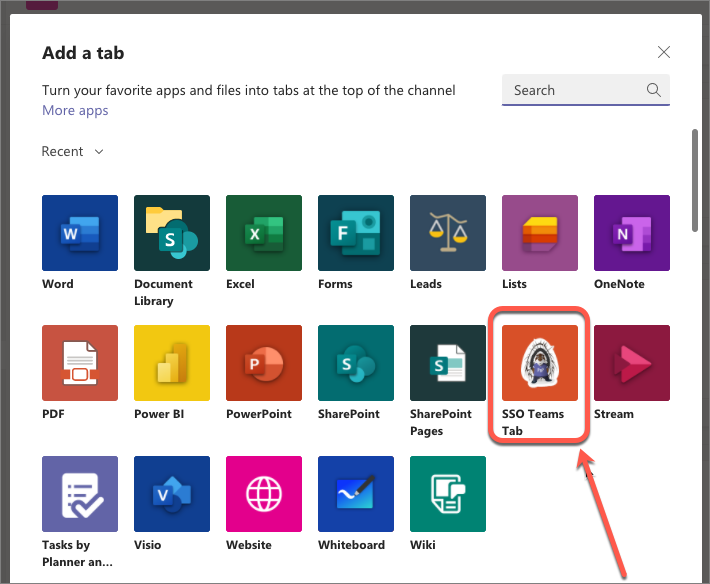 Add a tab
Turn your favorite apps and files into tabs at the top of the channel
More apps
Search
Recent
W
S
X
F
N
Word
Document
Library
Excel
Forms
Leads
Lists
OneNote
P
S
S
PDF
Power BI
PowerPoint
SharePoint
SharePoint
Pages
SSO Teams
Tab
Stream
V
Tasks by
Planner an...
Visio
Website
Whiteboard
Wiki